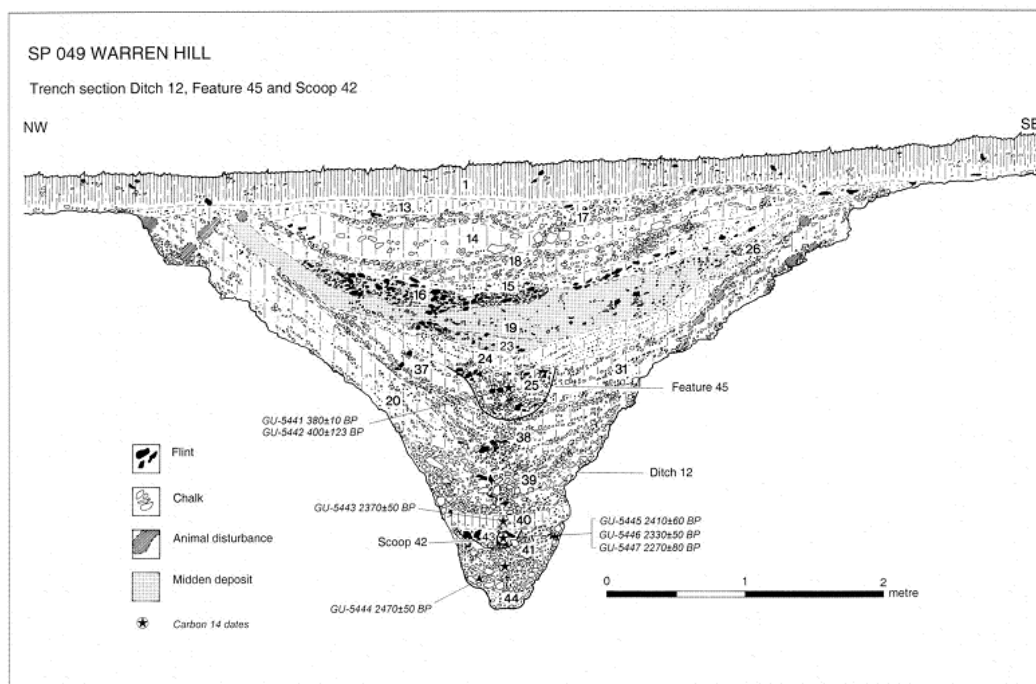 SP 049 WARREN HILL
Trench section Ditch 12, Feature 45 and Scoop 42
NW
SE
1
13
17
14
18
26
15
16
19
23
24
37
25
31
Feature 45
20
GU-5441 380±10 BP
GU-5442 400±123 BP
38
Flint
39
Ditch 12
Chalk
GU-5443 2370±50 BP
40
GU-5445 2410±60 BP
Scoop 42
43
GU-5446 2330±50 BP
41
GU-5447 2270±80 BP
Animal disturbance
Midden deposit
0 1 2
metre
44
GU-5444 2470±50 BP
Carbon 14 dates